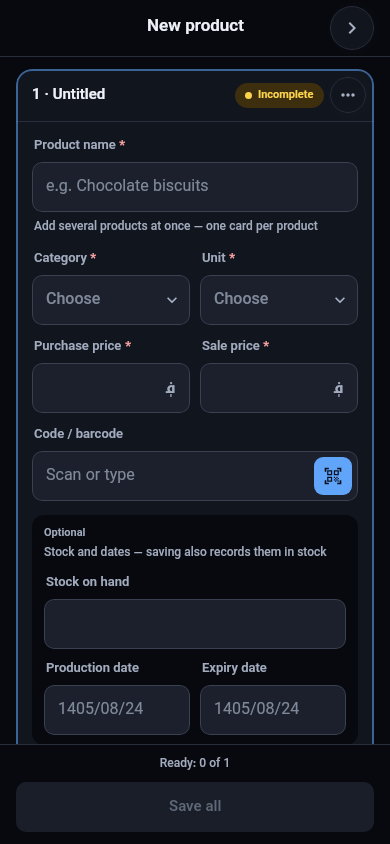 New product
1 · Untitled
Incomplete
Product name *
e.g. Chocolate biscuits
Add several products at once — one card per product
Category *
Unit *
Choose
Choose
Purchase price *
Sale price *
؋
؋
Code / barcode
Scan or type
Optional
Stock and dates — saving also records them in stock
Stock on hand
Production date
Expiry date
1405/08/24
1405/08/24
Ready: 0 of 1
Save all